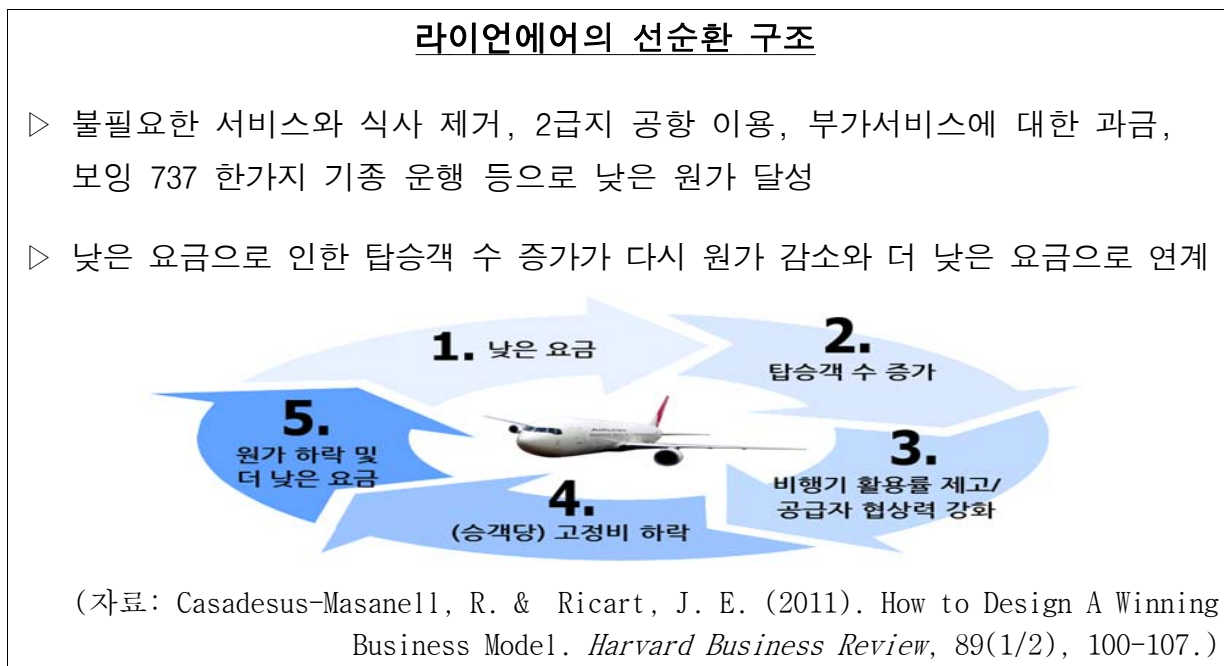 라이언에어의 선순환 구조
▷ 불필요한 서비스와 식사 제거, 2급지 공항 이용, 부가서비스에 대한 과금,
보잉 737 한가지 기종 운행 등으로 낮은 원가 달성
▷ 낮은 요금으로 인한 탑승객 수 증가가 다시 원가 감소와 더 낮은 요금으로 연계
1. 낮은 요금
2.
탑승객 수 증가
3.
비행기 활용률 제고/
공급자 협상력 강화
4.
(승객당) 고정비 하락
5.
원가 하락 및
더 낮은 요금
(자료: Casadesus-Masanell, R. & Ricart, J. E. (2011). How to Design A Winning
Business Model. Harvard Business Review, 89(1/2), 100-107.)